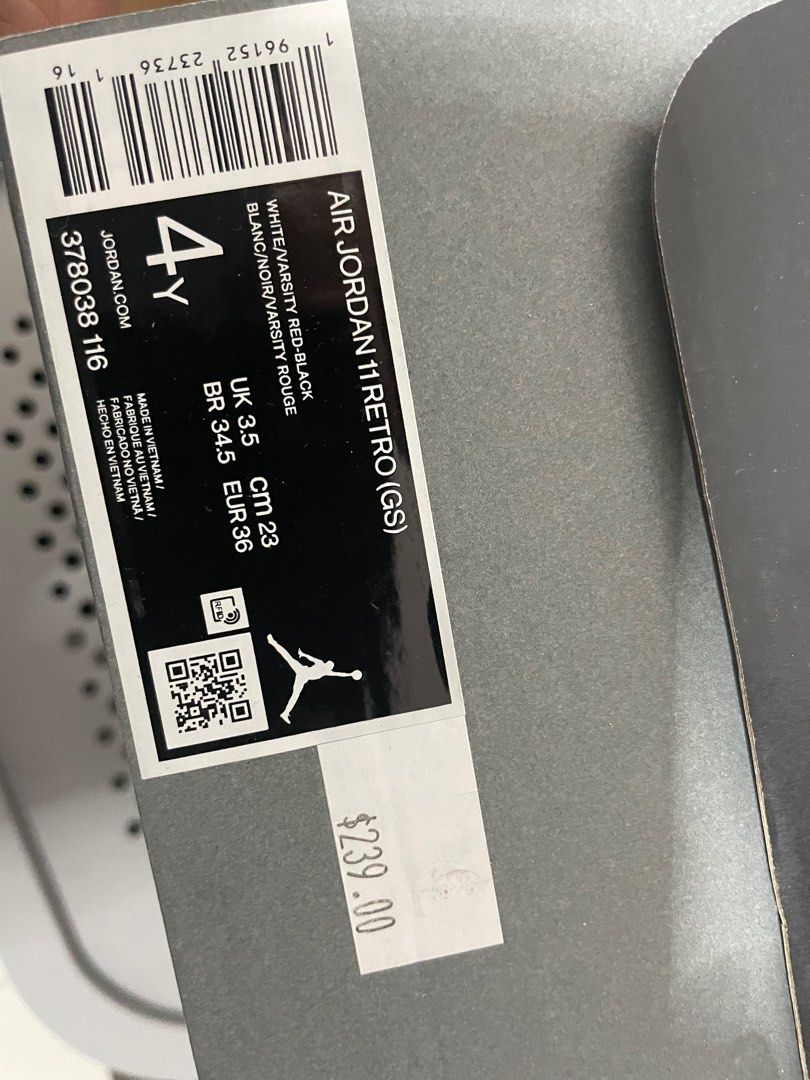 AIR JORDAN 11 RETRO (GS)
WHITE/VARSITY RED-BLACK
BLANC/NOIR/VARSITY ROUGE
4Y
UK 3.5 cm 23
BR 34.5 EUR 36
JORDAN.COM
378038 116
MADE IN VIETNAM /
FABRIQUE AU VIETNAM /
FABRICADO NO VIETNÃ /
HECHO EN VIETNAM
RFID
1 96152 23736 1 16
$239.00